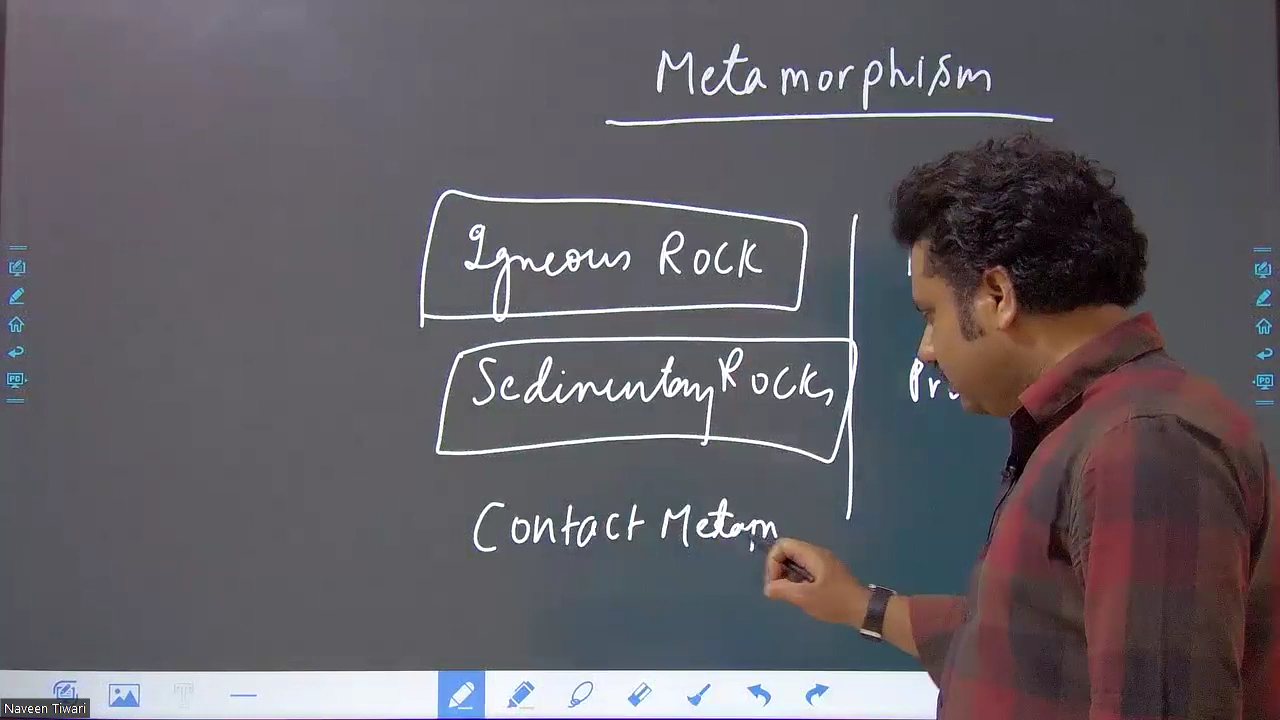 Metamorphism
Igneous Rock
Sedimentary Rocks
Contact Metam
Naveen Tiwari